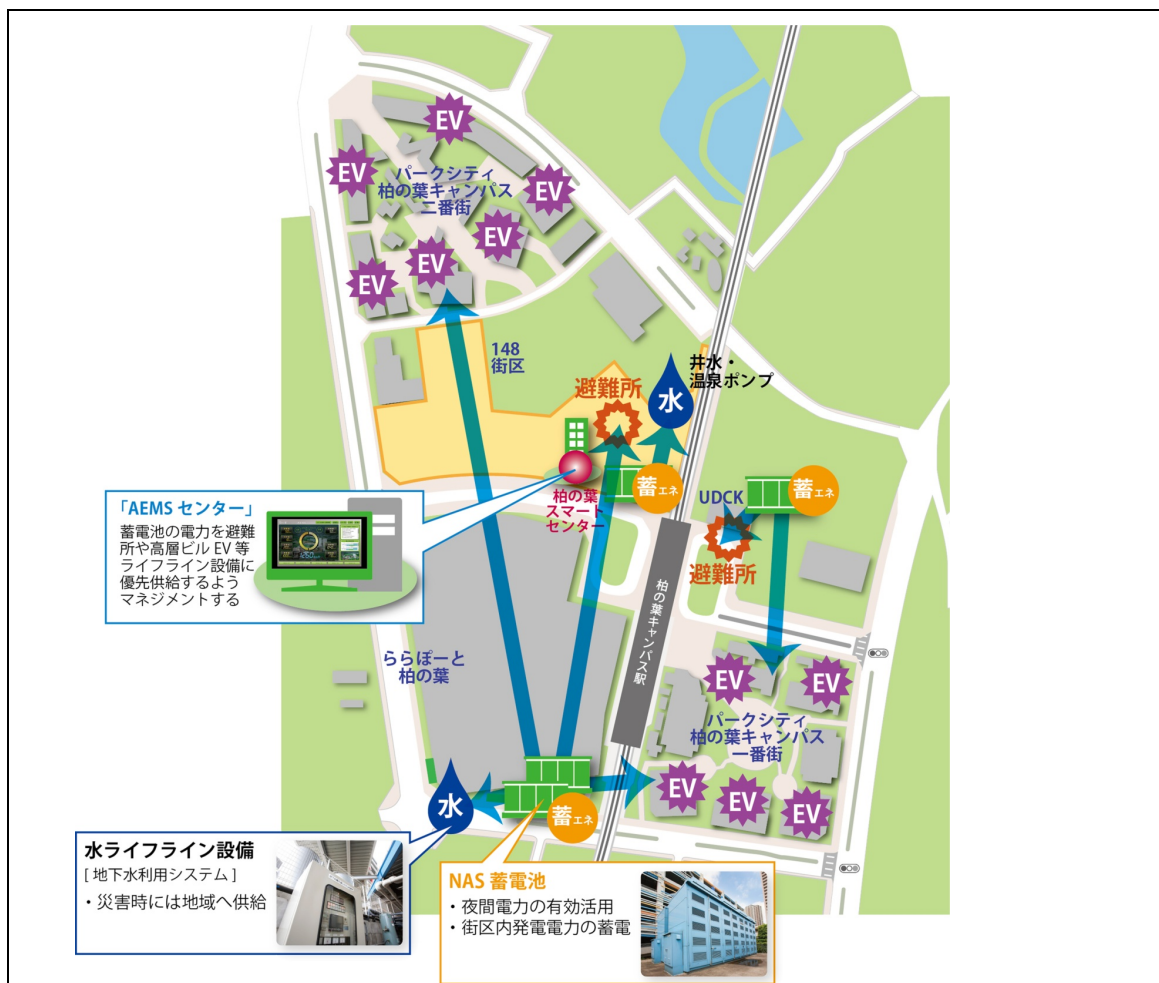 EV
EV
パークシティ
柏の葉キャンパス
二番街
EV
EV
EV
EV
148
街区
井水・
温泉ポンプ
避難所
水
蓄エネ
柏の葉
スマート
センター
UDCK
蓄エネ
避難所
「AEMS センター」
蓄電池の電力を避難
所や高層ビル EV 等
ライフライン設備に
優先供給するよう
マネジメントする
柏の葉キャンパス駅
ららぽーと
柏の葉
EV
EV
パークシティ
柏の葉キャンパス
一番街
EV
EV
EV
水
蓄エネ
水ライフライン設備
[ 地下水利用システム ]
・災害時には地域へ供給
NAS 蓄電池
・夜間電力の有効活用
・街区内発電電力の蓄電